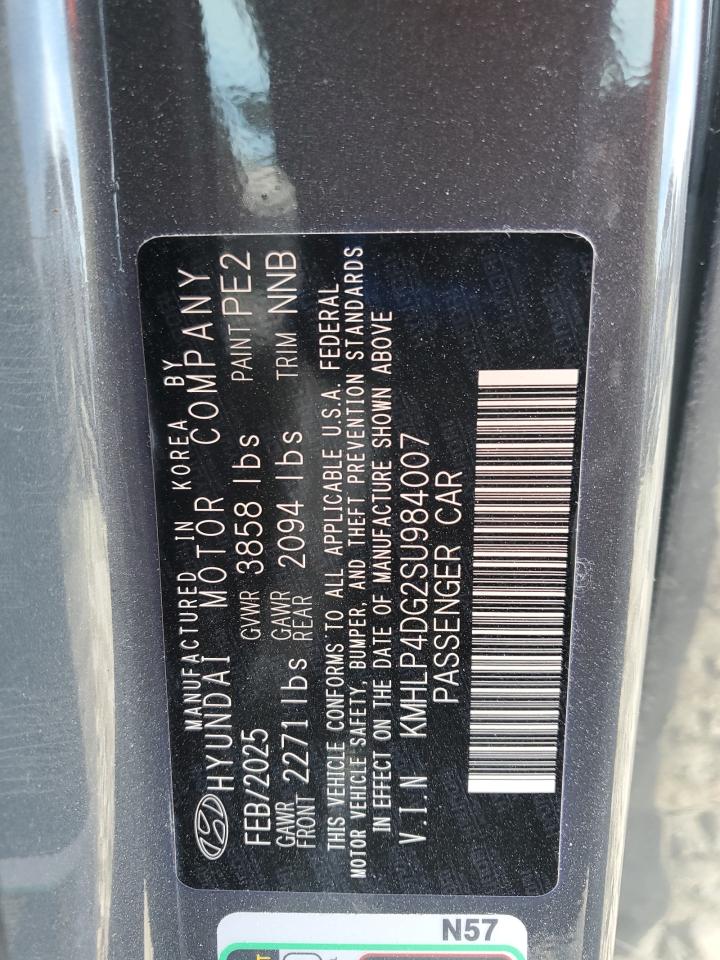 MANUFACTURED IN KOREA BY
HYUNDAI MOTOR COMPANY
FEB/2025 GVWR 3858 lbs PAINT PE2
GAWR FRONT 2271 lbs GAWR REAR 2094 lbs TRIM NNB
THIS VEHICLE CONFORMS TO ALL APPLICABLE U.S.A. FEDERAL
MOTOR VEHICLE SAFETY, BUMPER, AND THEFT PREVENTION STANDARDS
IN EFFECT ON THE DATE OF MANUFACTURE SHOWN ABOVE
V.I.N KMHLP4DG2SU984007
PASSENGER CAR
N57